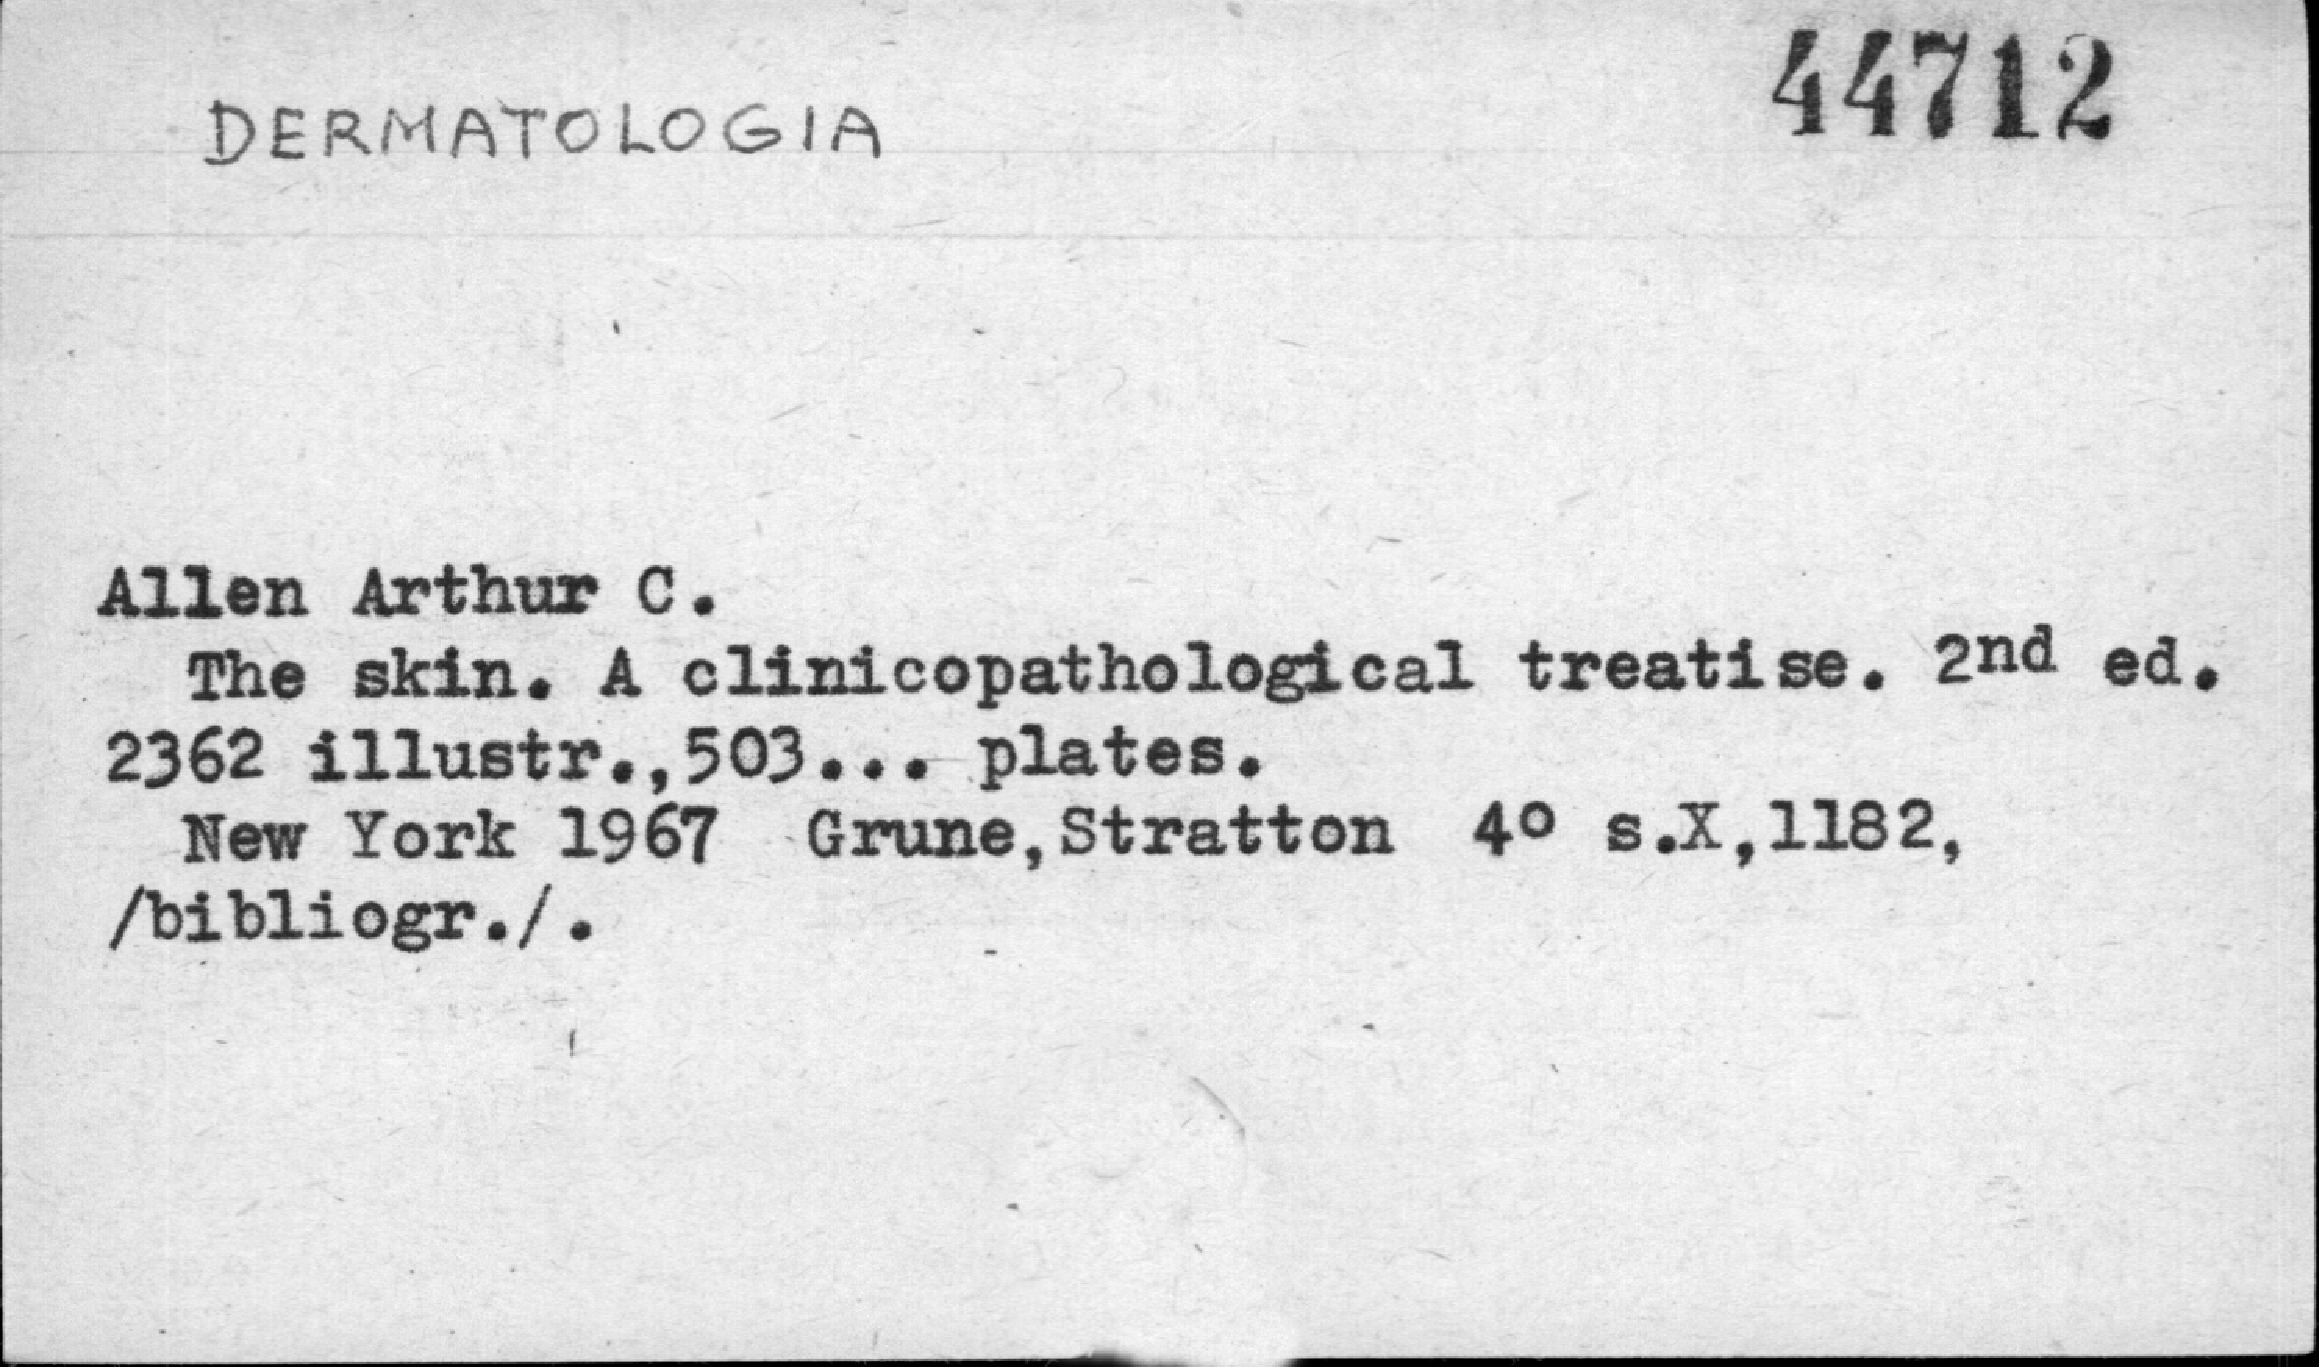 DERMATOLOGIA
44712
Allen Arthur C.
The skin. A clinicopathological treatise. 2nd ed.
2362 illustr.,503... plates.
New York 1967 Grune,Stratton 4º s.X,1182,
/bibliogr./.